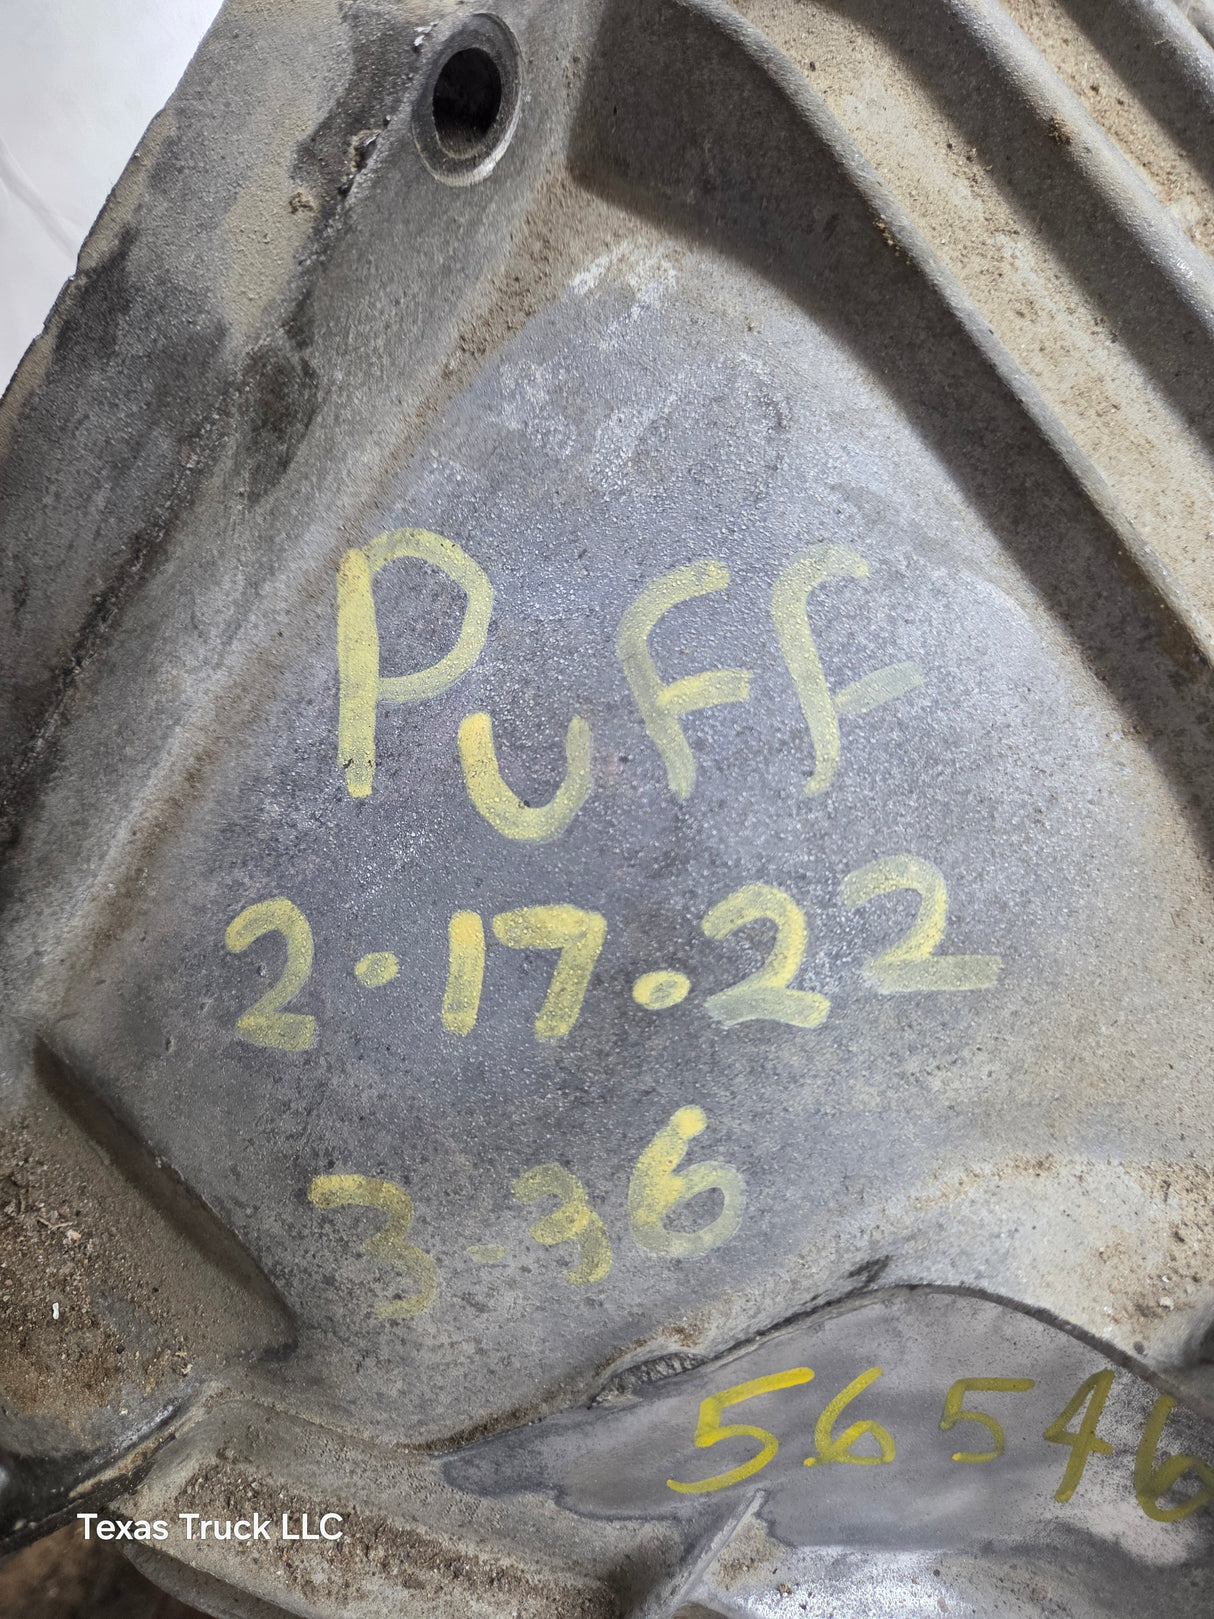 PUFF
2.17.22
3-36
56546
Texas Truck LLC